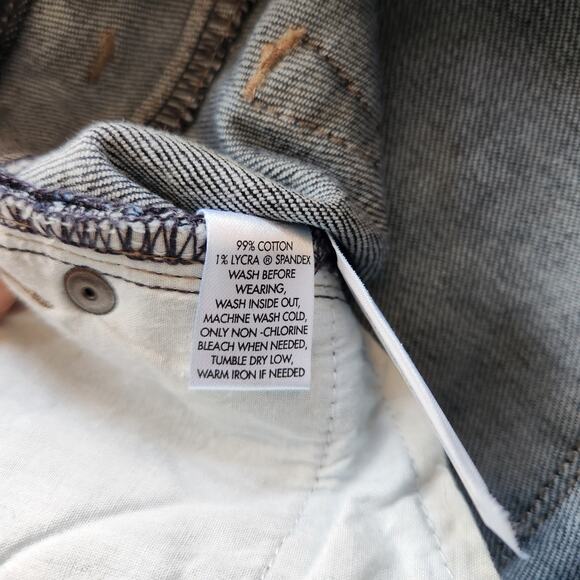 99% COTTON
1% LYCRA ® SPANDEX
WASH BEFORE
WEARING,
WASH INSIDE OUT,
MACHINE WASH COLD,
ONLY NON -CHLORINE
BLEACH WHEN NEEDED,
TUMBLE DRY LOW,
WARM IRON IF NEEDED